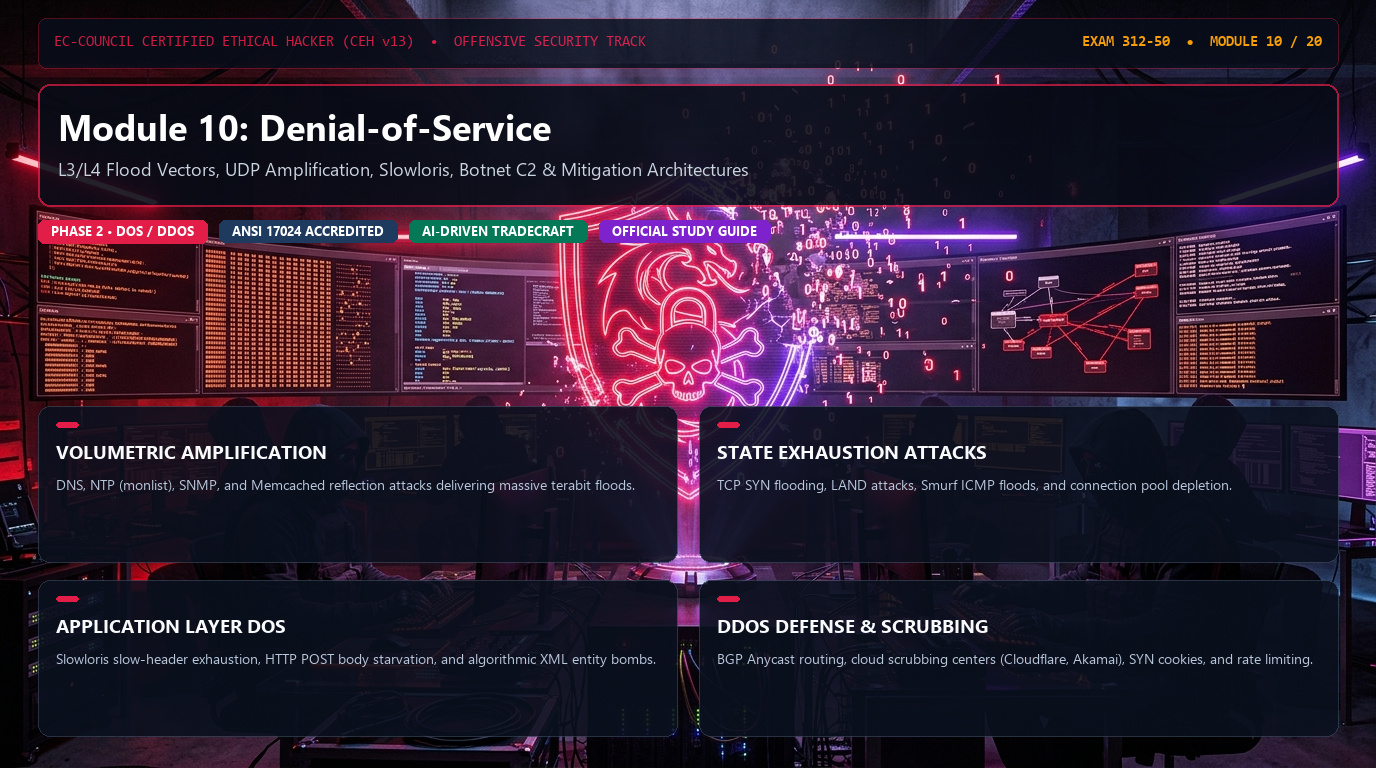 EC-COUNCIL CERTIFIED ETHICAL HACKER (CEH v13) • OFFENSIVE SECURITY TRACK
EXAM 312-50 • MODULE 10 / 20
Module 10: Denial-of-Service
L3/L4 Flood Vectors, UDP Amplification, Slowloris, Botnet C2 & Mitigation Architectures
PHASE 2 • DOS / DDOS
ANSI 17024 ACCREDITED
AI-DRIVEN TRADECRAFT
OFFICIAL STUDY GUIDE
VOLUMETRIC AMPLIFICATION
DNS, NTP (monlist), SNMP, and Memcached reflection attacks delivering massive terabit floods.
STATE EXHAUSTION ATTACKS
TCP SYN flooding, LAND attacks, Smurf ICMP floods, and connection pool depletion.
APPLICATION LAYER DOS
Slowloris slow-header exhaustion, HTTP POST body starvation, and algorithmic XML entity bombs.
DDOS DEFENSE & SCRUBBING
BGP Anycast routing, cloud scrubbing centers (Cloudflare, Akamai), SYN cookies, and rate limiting.